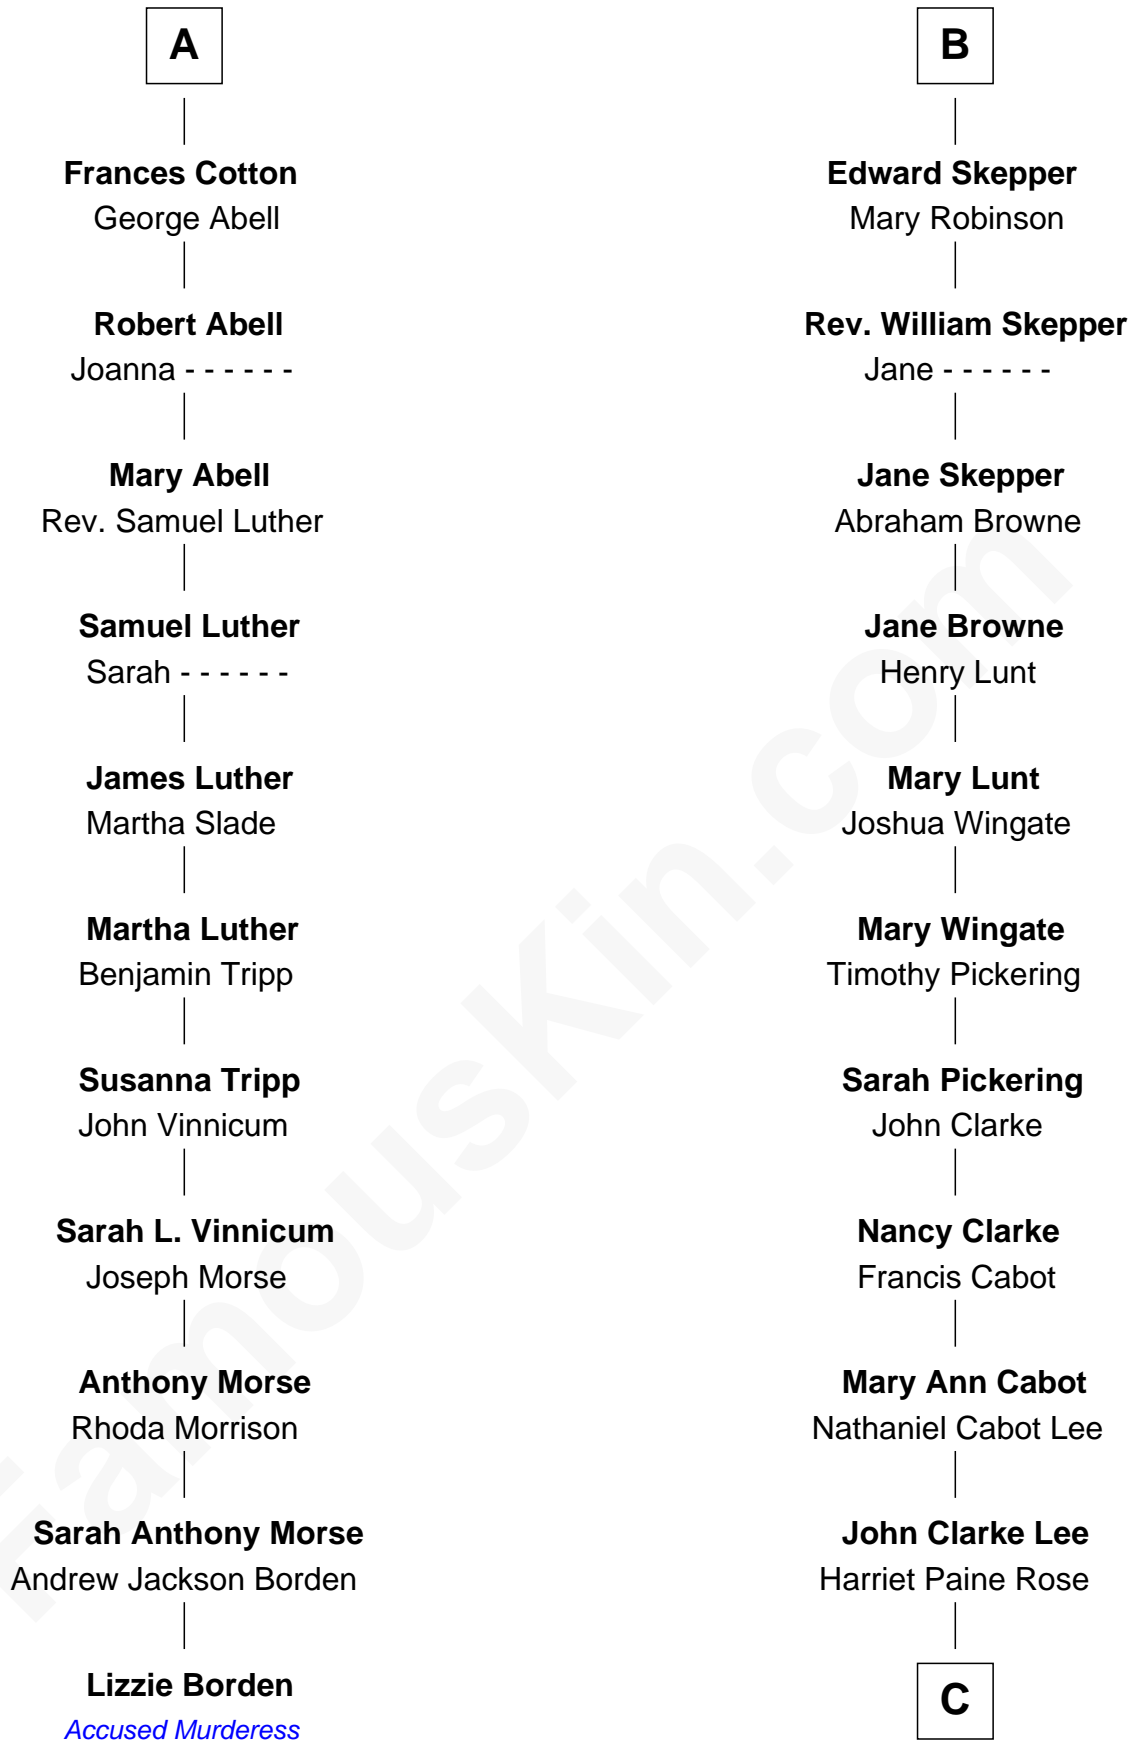 A
Frances Cotton
George Abell
Robert Abell
Joanna - - - - - -
Mary Abell
Rev. Samuel Luther
Samuel Luther
Sarah - - - - - -
James Luther
Martha Slade
Martha Luther
Benjamin Tripp
Susanna Tripp
John Vinnicum
Sarah L. Vinnicum
Joseph Morse
Anthony Morse
Rhoda Morrison
Sarah Anthony Morse
Andrew Jackson Borden
Lizzie Borden
Accused Murderess
B
Edward Skepper
Mary Robinson
Rev. William Skepper
Jane - - - - - -
Jane Skepper
Abraham Browne
Jane Browne
Henry Lunt
Mary Lunt
Joshua Wingate
Mary Wingate
Timothy Pickering
Sarah Pickering
John Clarke
Nancy Clarke
Francis Cabot
Mary Ann Cabot
Nathaniel Cabot Lee
John Clarke Lee
Harriet Paine Rose
C
FamousKin.com